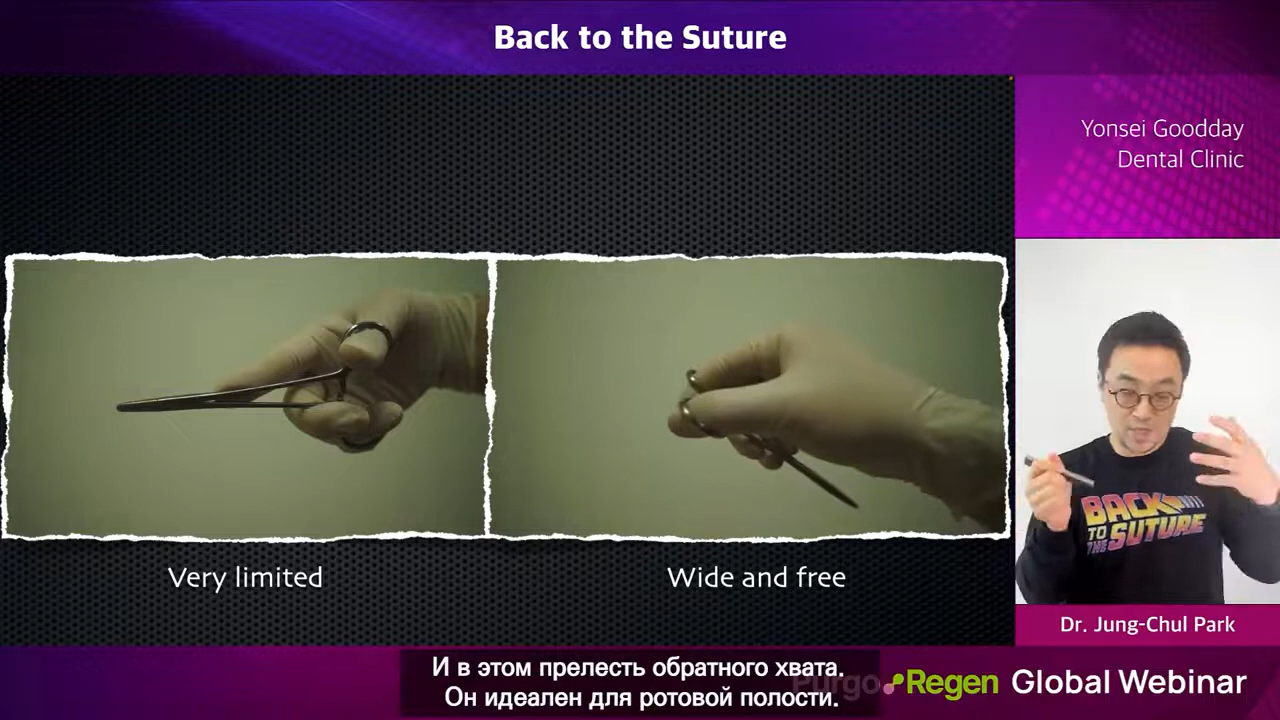 Back to the Suture
Yonsei Goodday
Dental Clinic
BACK
TO
THE SUTURE
Very limited
Wide and free
Dr. Jung-Chul Park
И в этом прелесть обратного хвата.
Он идеален для ротовой полости.
Purgo Regen Global Webinar